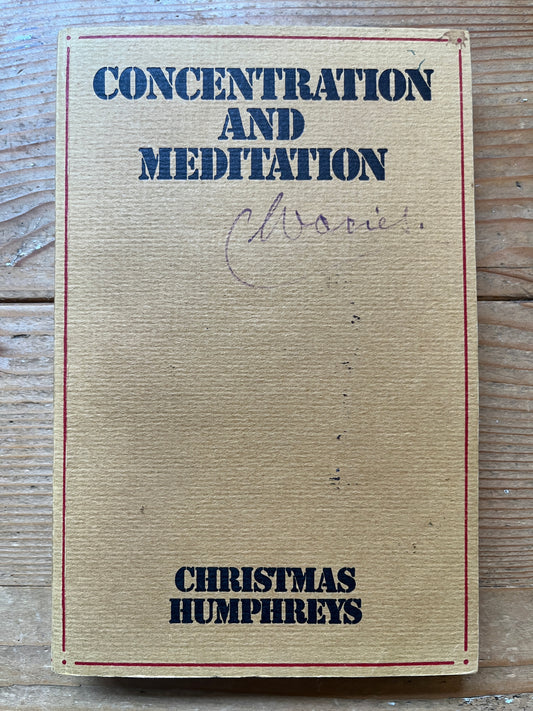 CONCENTRATION
AND
MEDITATION
CHRISTMAS
HUMPHREYS